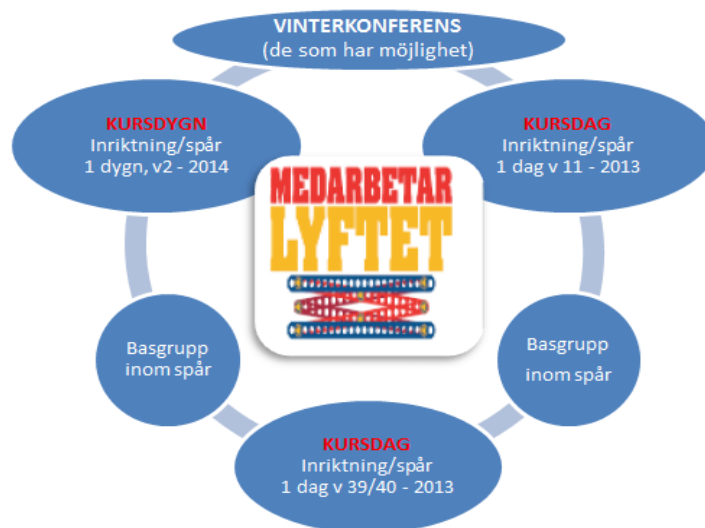 VINTERKONFERENS
(de som har möjlighet)
KURSDYGN
Inriktning/spår
1 dygn, v2 - 2014
KURSDAG
Inriktning/spår
1 dag v 11 - 2013
MEDARBETAR
LYFTET
Basgrupp
inom spår
Basgrupp
inom spår
KURSDAG
Inriktning/spår
1 dag v 39/40 - 2013